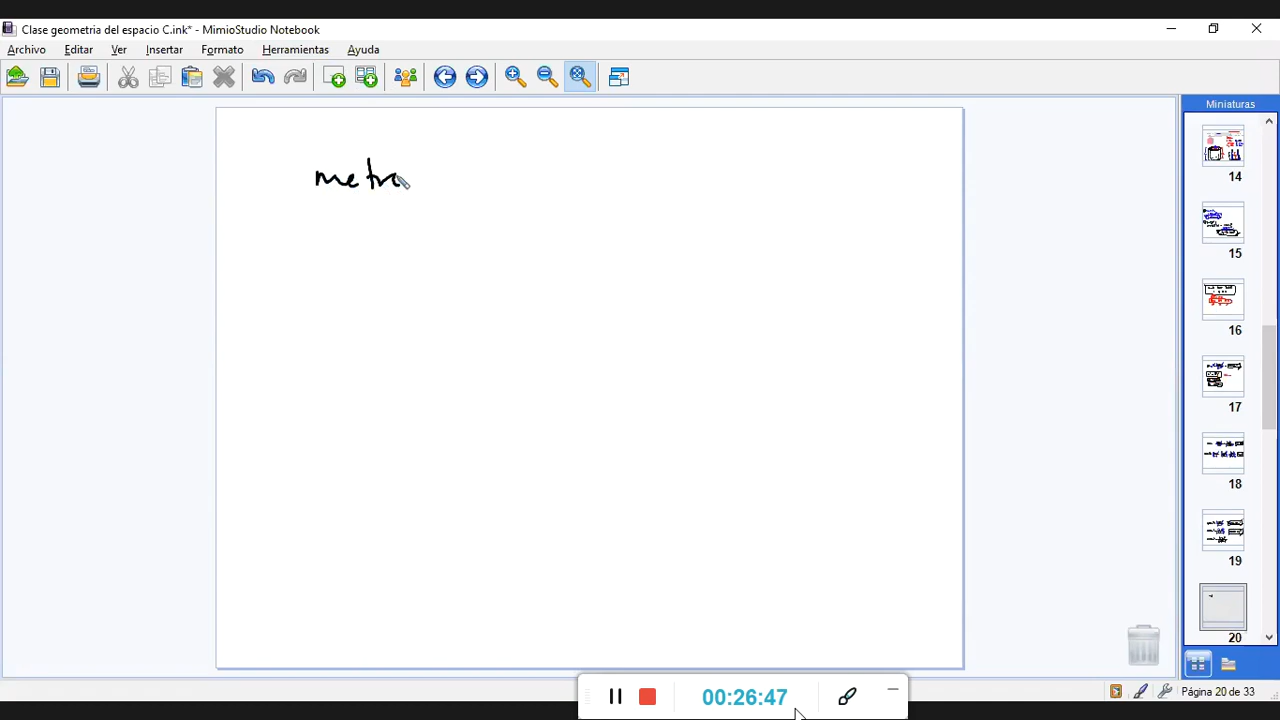 Clase geometria del espacio C.ink* - MimioStudio Notebook
Archivo Editar Ver Insertar Formato Herramientas Ayuda
Miniaturas
metro
14
15
16
17
18
19
20
Página 20 de 33
00:26:47